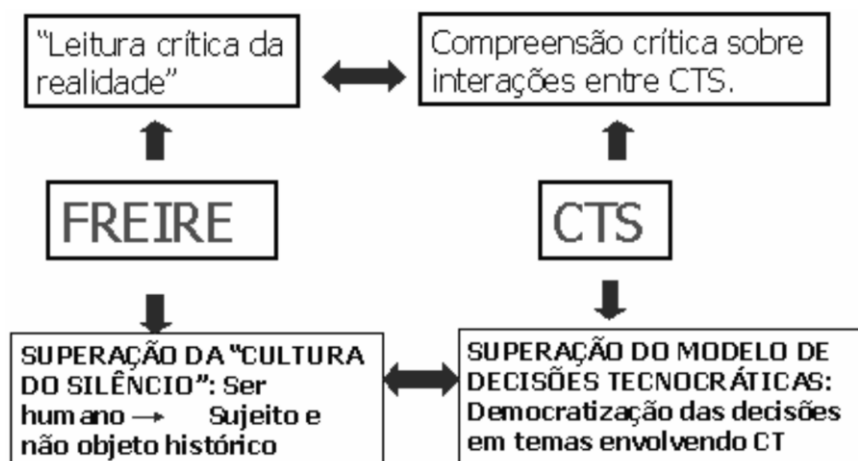 “Leitura crítica da
realidade”
Compreensão crítica sobre
interações entre CTS.
FREIRE
CTS
SUPERAÇÃO DA “CULTURA
DO SILÊNCIO”: Ser
humano → Sujeito e
não objeto histórico
SUPERAÇÃO DO MODELO DE
DECISÕES TECNOCRÁTICAS:
Democratização das decisões
em temas envolvendo CT